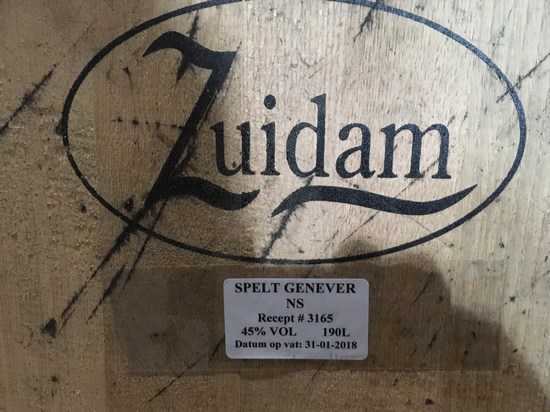 Zuidam
SPELT GENEVER
NS
Recept # 3165
45% VOL 190L
Datum op vat: 31-01-2018